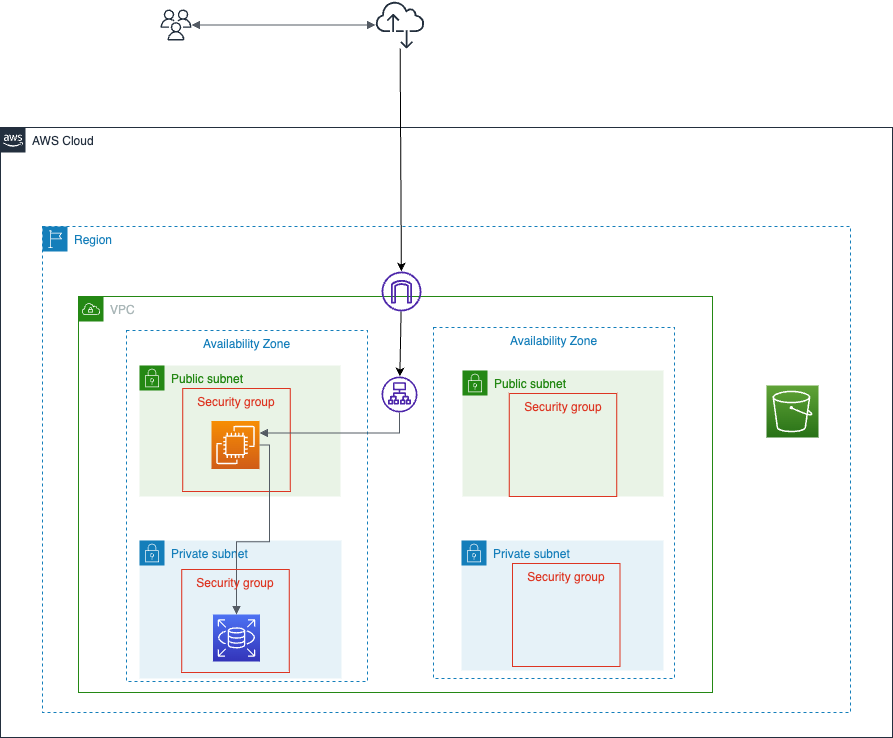 aws
AWS Cloud
Region
VPC
Availability Zone
Availability Zone
Public subnet
Security group
Public subnet
Security group
Private subnet
Security group
Private subnet
Security group